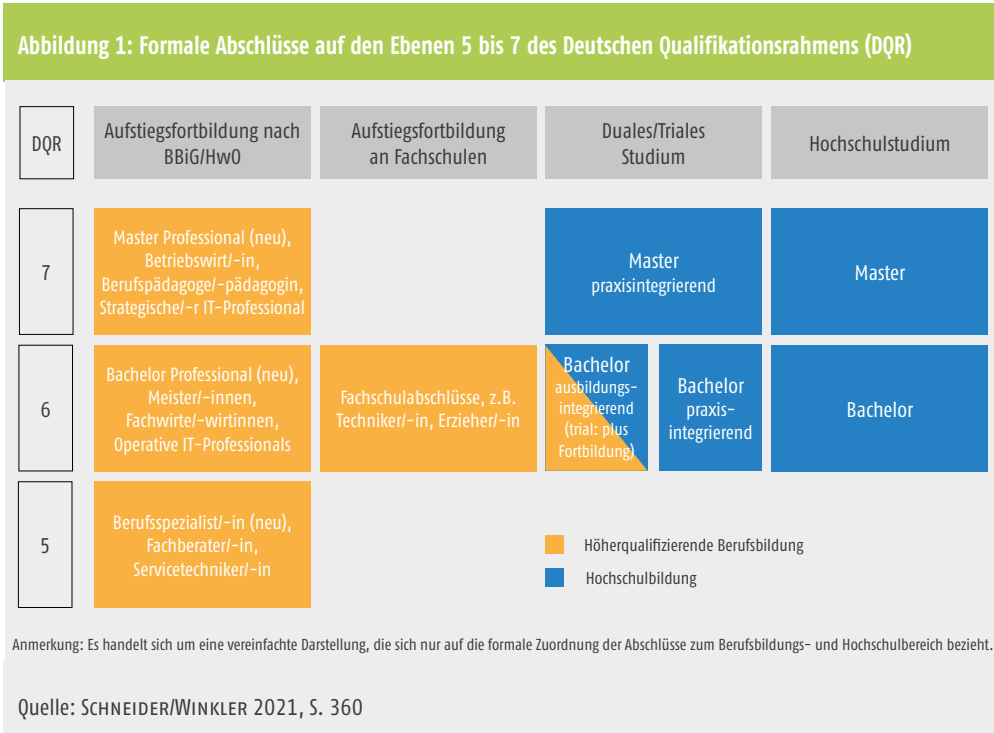 Abbildung 1: Formale Abschlüsse auf den Ebenen 5 bis 7 des Deutschen Qualifikationsrahmens (DQR)
DQR
Aufstiegsfortbildung nach
BBiG/HwO
Aufstiegsfortbildung
an Fachschulen
Duales/Triales
Studium
Hochschulstudium
7
Master Professional (neu),
Betriebswirt/-in,
Berufspädagoge/-pädagogin,
Strategische/-r IT-Professional
Master
praxisintegrierend
Master
6
Bachelor Professional (neu),
Meister/-innen,
Fachwirte/-wirtinnen,
Operative IT-Professionals
Fachschulabschlüsse, z.B.
Techniker/-in, Erzieher/-in
Bachelor
ausbildungs-
integrierend
(trial: plus
Fortbildung)
Bachelor
praxis-
integrierend
Bachelor
5
Berufsspezialist/-in (neu),
Fachberater/-in,
Servicetechniker/-in
Höherqualifizierende Berufsbildung
Hochschulbildung
Anmerkung: Es handelt sich um eine vereinfachte Darstellung, die sich nur auf die formale Zuordnung der Abschlüsse zum Berufsbildungs- und Hochschulbereich bezieht.
Quelle: SCHNEIDER/WINKLER 2021, S. 360